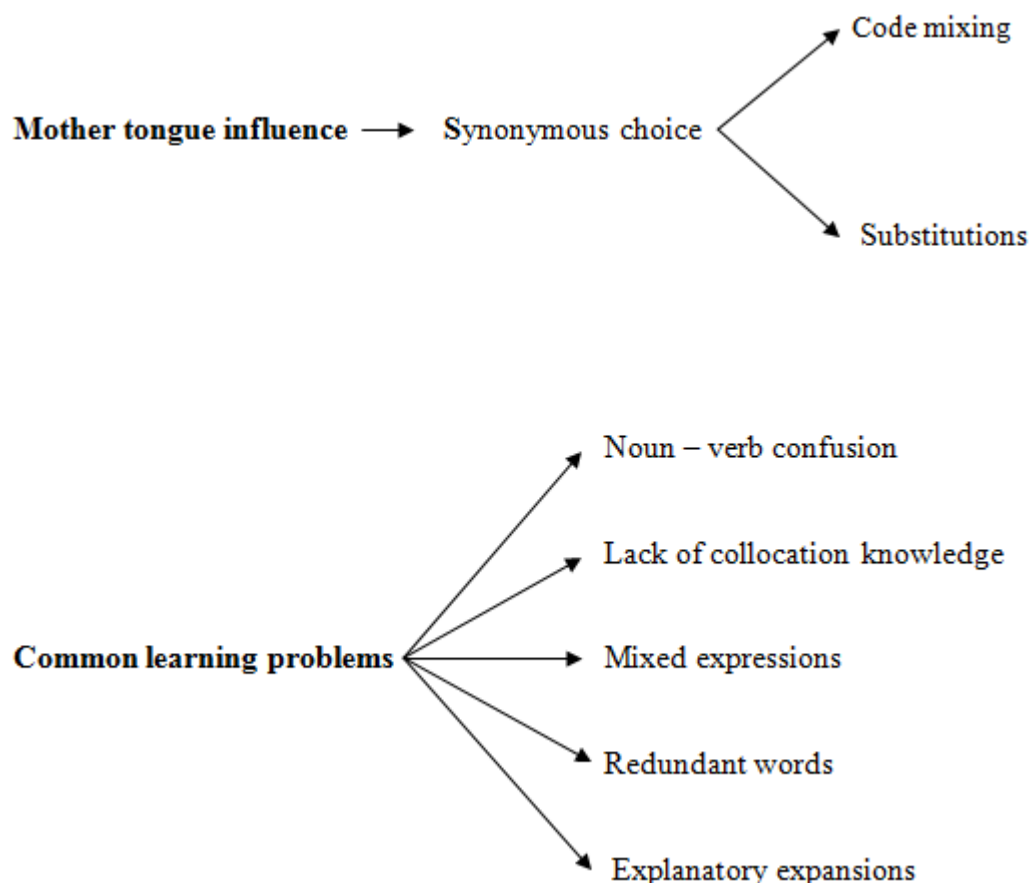 Code mixing
Mother tongue influence Synonymous choice
Substitutions
Noun – verb confusion
Lack of collocation knowledge
Common learning problems Mixed expressions
Redundant words
Explanatory expansions